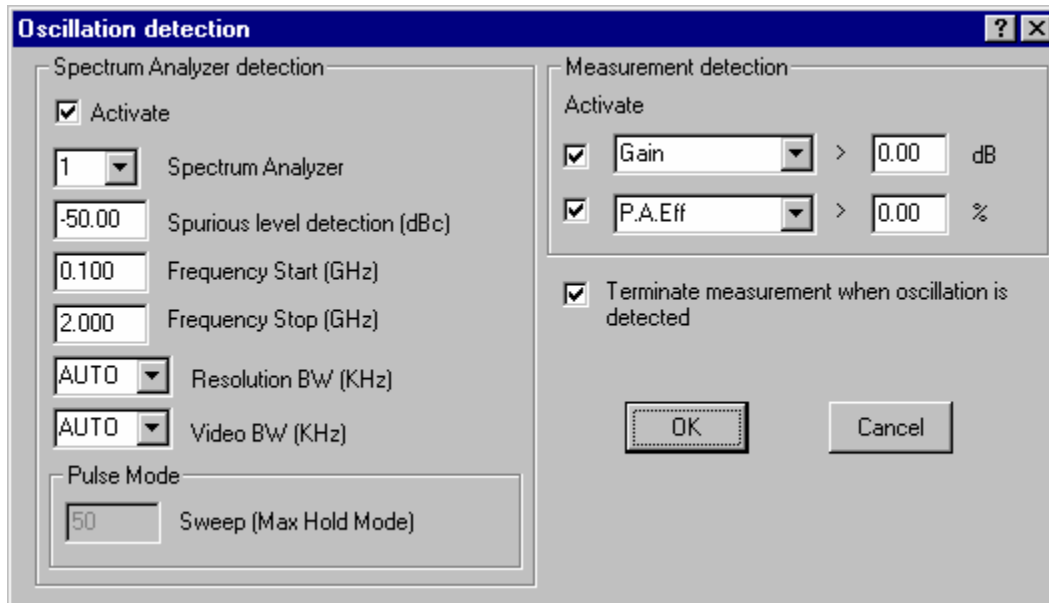 Oscillation detection
Spectrum Analyzer detection
Activate
1 Spectrum Analyzer
-50.00 Spurious level detection (dBc)
0.100 Frequency Start (GHz)
2.000 Frequency Stop (GHz)
AUTO Resolution BW (KHz)
AUTO Video BW (KHz)
Pulse Mode
50 Sweep (Max Hold Mode)
Measurement detection
Activate
Gain > 0.00 dB
P.A.Eff > 0.00 %
Terminate measurement when oscillation is
detected
OK Cancel